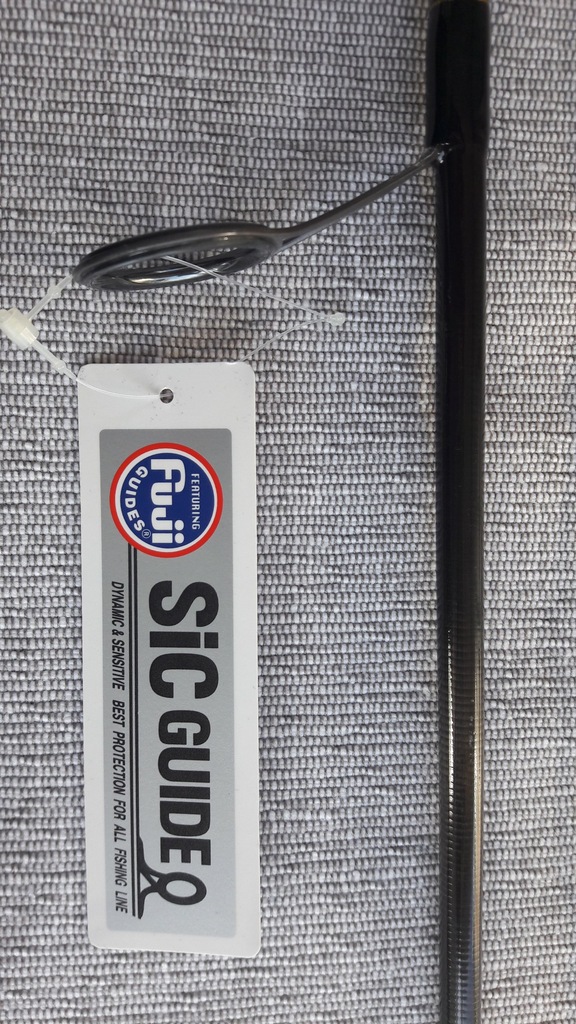 FEATURING
Fuji
GUIDES®
SiC GUIDE
DYNAMIC & SENSITIVE BEST PROTECTION FOR ALL FISHING LINE